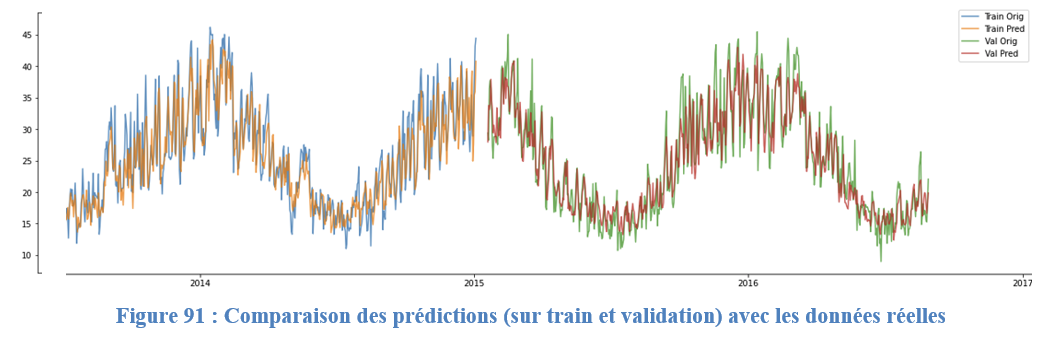 Train Orig
Train Pred
Val Orig
Val Pred
45
40
35
30
25
20
15
10
2014 2015 2016 2017
Figure 91 : Comparaison des prédictions (sur train et validation) avec les données réelles